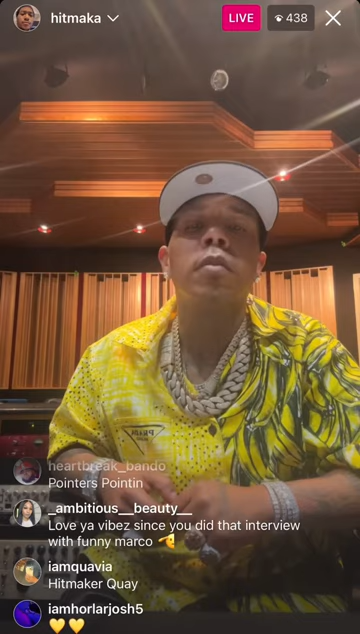 hitmaka
LIVE
438
PRADA
heartbreak_bando
Pointers Pointin
_ambitious__beauty__
Love ya vibez since you did that interview
with funny marco
iamquavia
Hitmaker Quay
iamhorlarjosh5